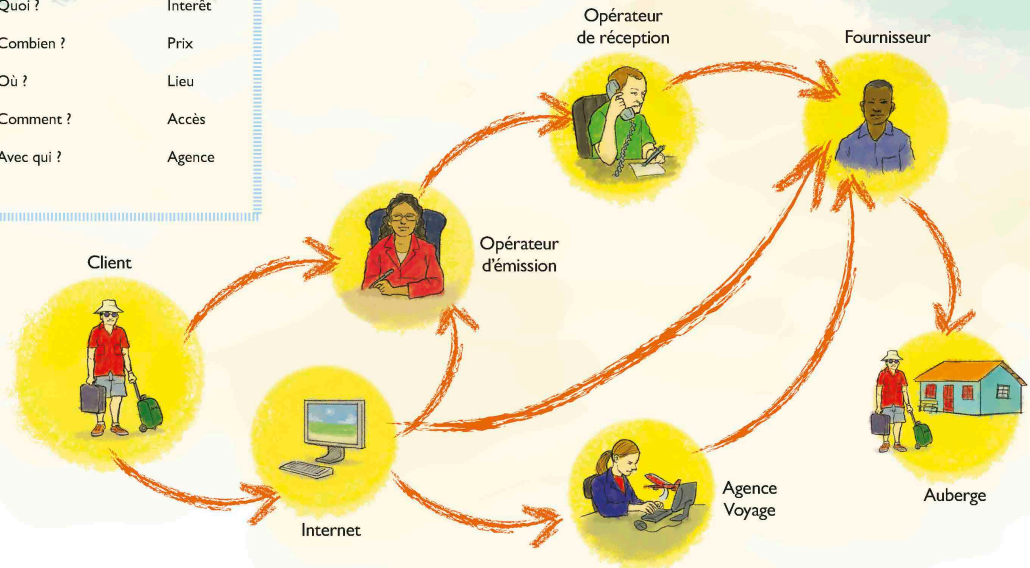 Quoi ? Interêt
Combien ? Prix
Où ? Lieu
Comment ? Accès
Avec qui ? Agence
Opérateur
de réception
Fournisseur
Opérateur
d'émission
Client
Internet
Agence
Voyage
Auberge